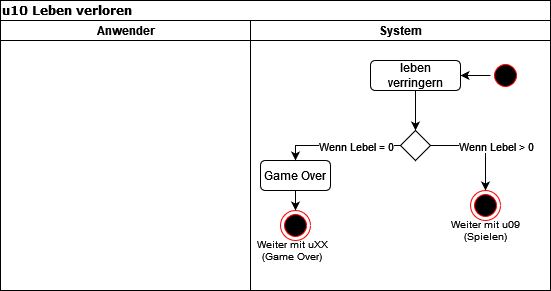 u10 Leben verloren
Anwender
System
leben
verringern
Wenn Lebel = 0
Wenn Lebel > 0
Game Over
Weiter mit uXX
(Game Over)
Weiter mit u09
(Spielen)